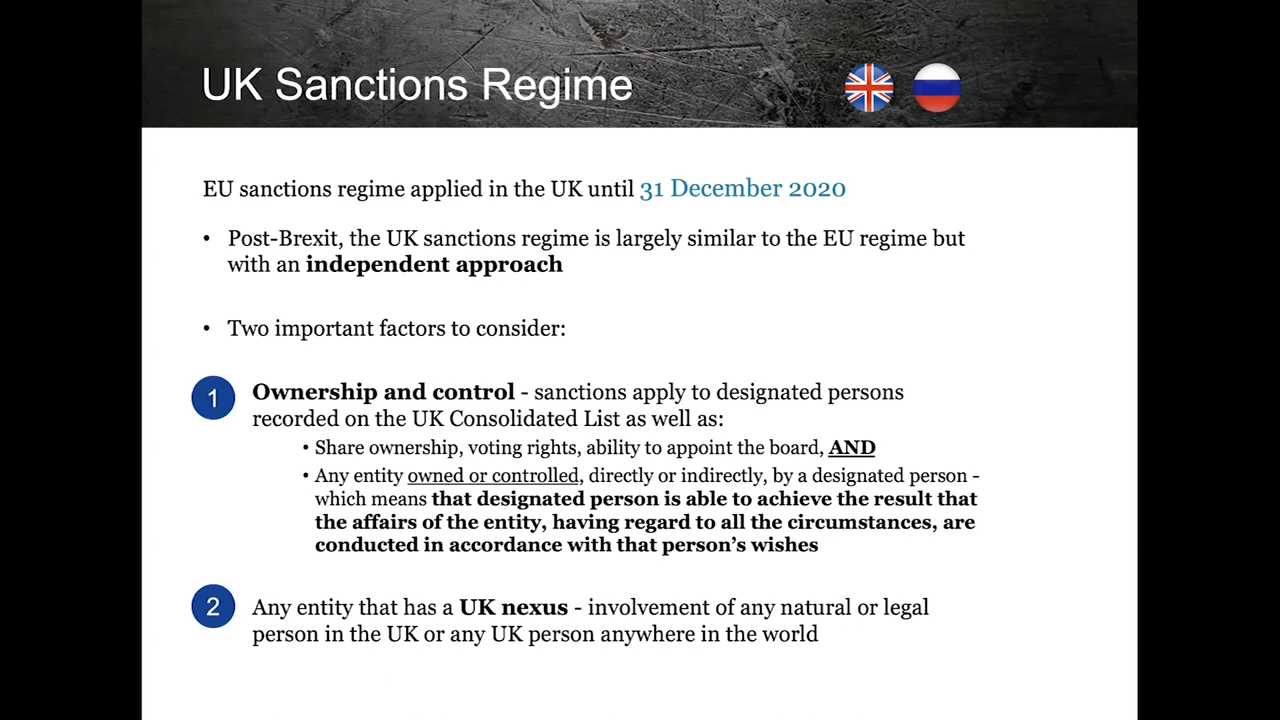 UK Sanctions Regime
EU sanctions regime applied in the UK until 31 December 2020
• Post-Brexit, the UK sanctions regime is largely similar to the EU regime but
with an independent approach
• Two important factors to consider:
1 Ownership and control - sanctions apply to designated persons
recorded on the UK Consolidated List as well as:
• Share ownership, voting rights, ability to appoint the board, AND
• Any entity owned or controlled, directly or indirectly, by a designated person -
which means that designated person is able to achieve the result that
the affairs of the entity, having regard to all the circumstances, are
conducted in accordance with that person’s wishes
2 Any entity that has a UK nexus - involvement of any natural or legal
person in the UK or any UK person anywhere in the world